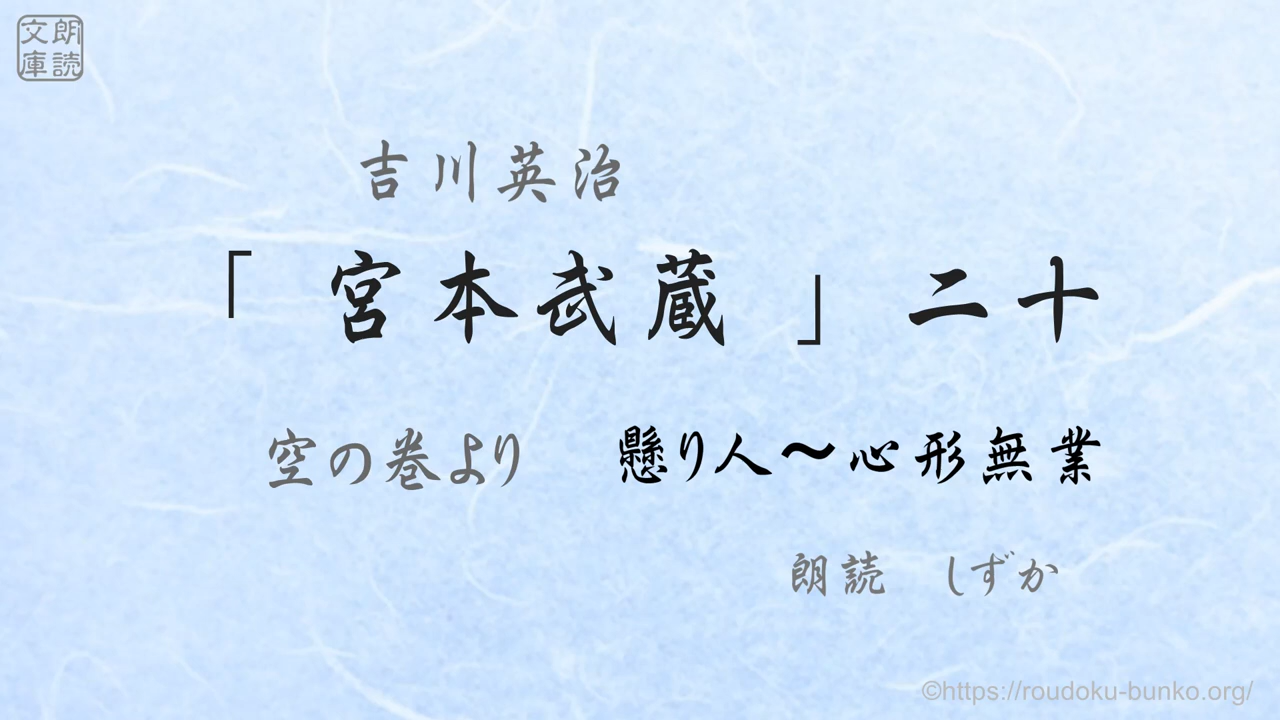 朗読文庫
吉川英治
「宮本武蔵」二十
空の巻より 懸り人～心形無業
朗読 しずか
©https://roudoku-bunko.org/